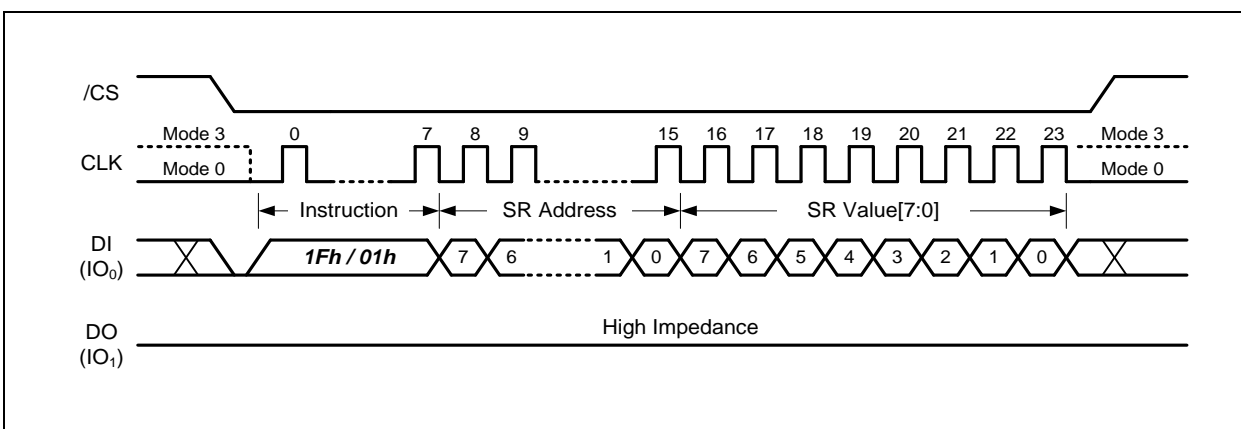 /CS
Mode 3 0 7 8 9 15 16 17 18 19 20 21 22 23 Mode 3
CLK
Mode 0 Mode 0
Instruction SR Address SR Value[7:0]
DI
(IO₀)
1Fh / 01h 7 6 1 0 7 6 5 4 3 2 1 0
High Impedance
DO
(IO₁)